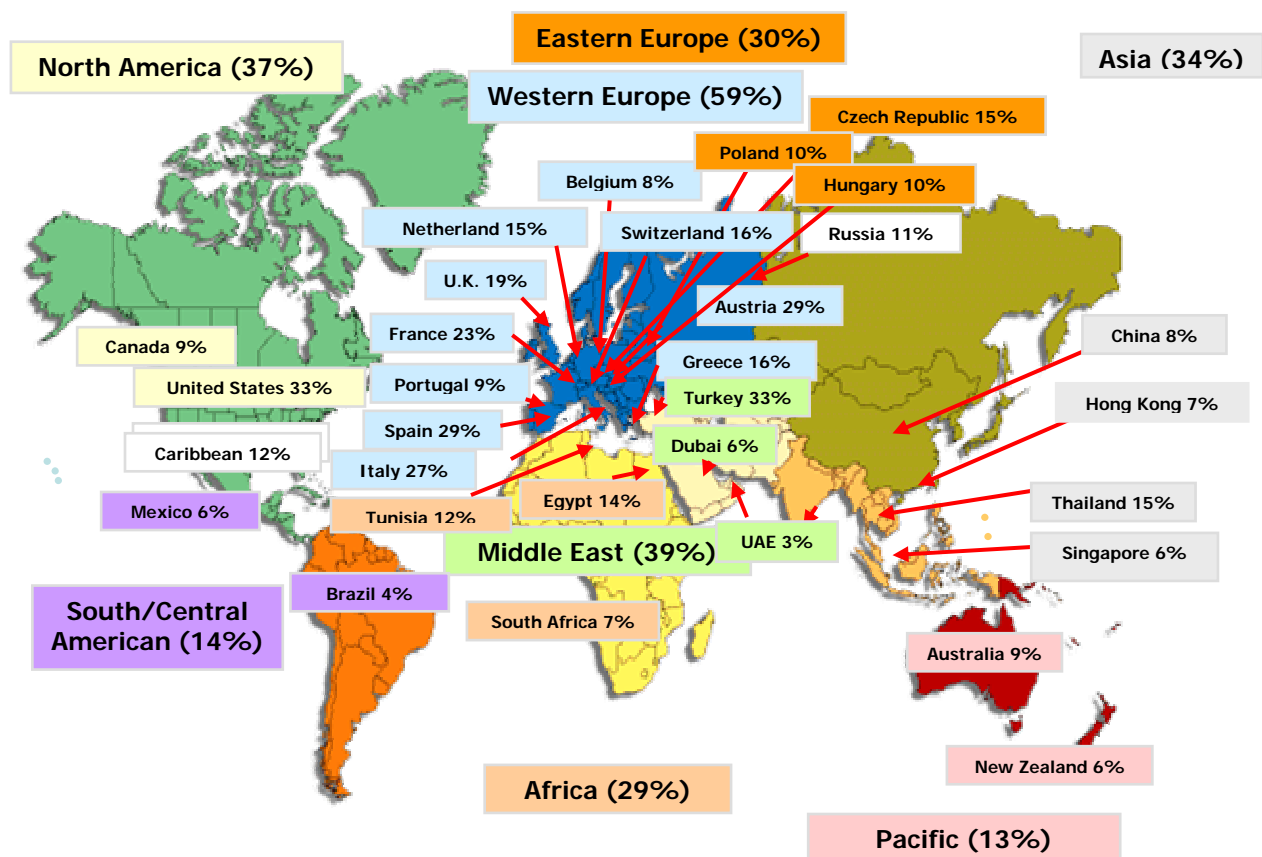 Eastern Europe (30%)
North America (37%)
Asia (34%)
Western Europe (59%)
Czech Republic 15%
Poland 10%
Belgium 8%
Hungary 10%
Netherland 15%
Switzerland 16%
Russia 11%
U.K. 19%
Austria 29%
France 23%
China 8%
Canada 9%
Greece 16%
United States 33%
Portugal 9%
Turkey 33%
Hong Kong 7%
Spain 29%
Caribbean 12%
Dubai 6%
Italy 27%
Egypt 14%
Thailand 15%
Mexico 6%
Tunisia 12%
UAE 3%
Middle East (39%)
Singapore 6%
Brazil 4%
South/Central
American (14%)
South Africa 7%
Australia 9%
New Zealand 6%
Africa (29%)
Pacific (13%)